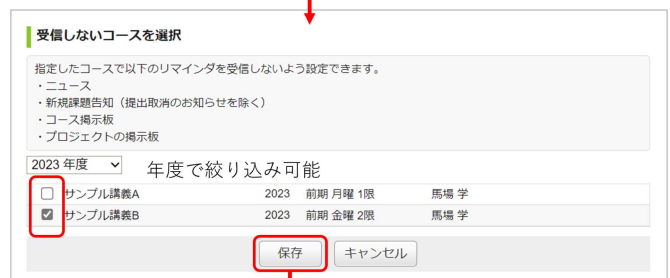 受信しないコースを選択
指定したコースで以下のリマインダを受信しないよう設定できます。
・ニュース
・新規課題告知（提出取消のお知らせを除く）
・コース掲示板
・プロジェクトの掲示板
2023 年度 年度で絞り込み可能
サンプル講義A 2023 前期 月曜 1限 馬場 学
サンプル講義B 2023 前期 金曜 2限 馬場 学
保存 キャンセル